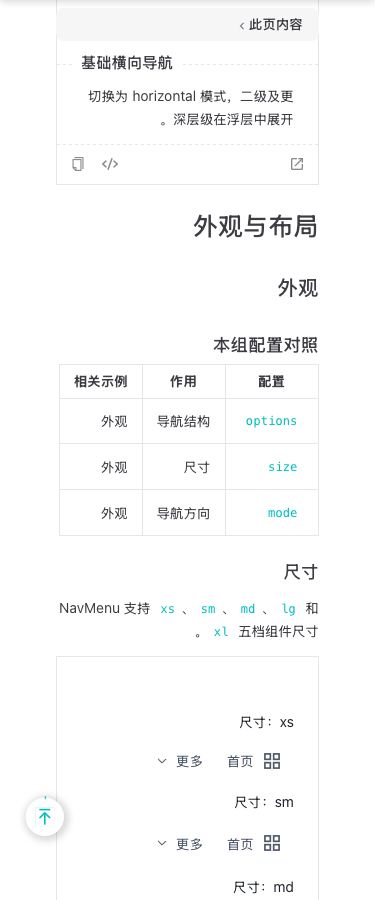 此页内容
基础横向导航
切换为 horizontal 模式，二级及更
深层级在浮层中展开。
外观与布局
外观
本组配置对照
配置 作用 相关示例
options 导航结构 外观
size 尺寸 外观
mode 导航方向 外观
尺寸
NavMenu 支持 xs 、 sm 、 md 、 lg 和
xl 五档组件尺寸。
尺寸：xs
首页 更多
尺寸：sm
首页 更多
尺寸：md